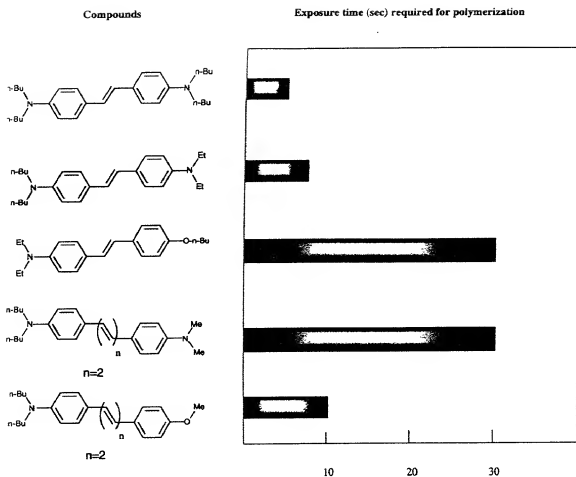 Compounds
Exposure time (sec) required for polymerization
n-Bu
n-Bu
N
N
n-Bu
n-Bu
n-Bu
n-Bu
N
N
Et
Et
Et
Et
N
O-n-Bu
n-Bu
n-Bu
N
n
N
Me
Me
n=2
n-Bu
n-Bu
N
n
O
Me
n=2
10 20 30